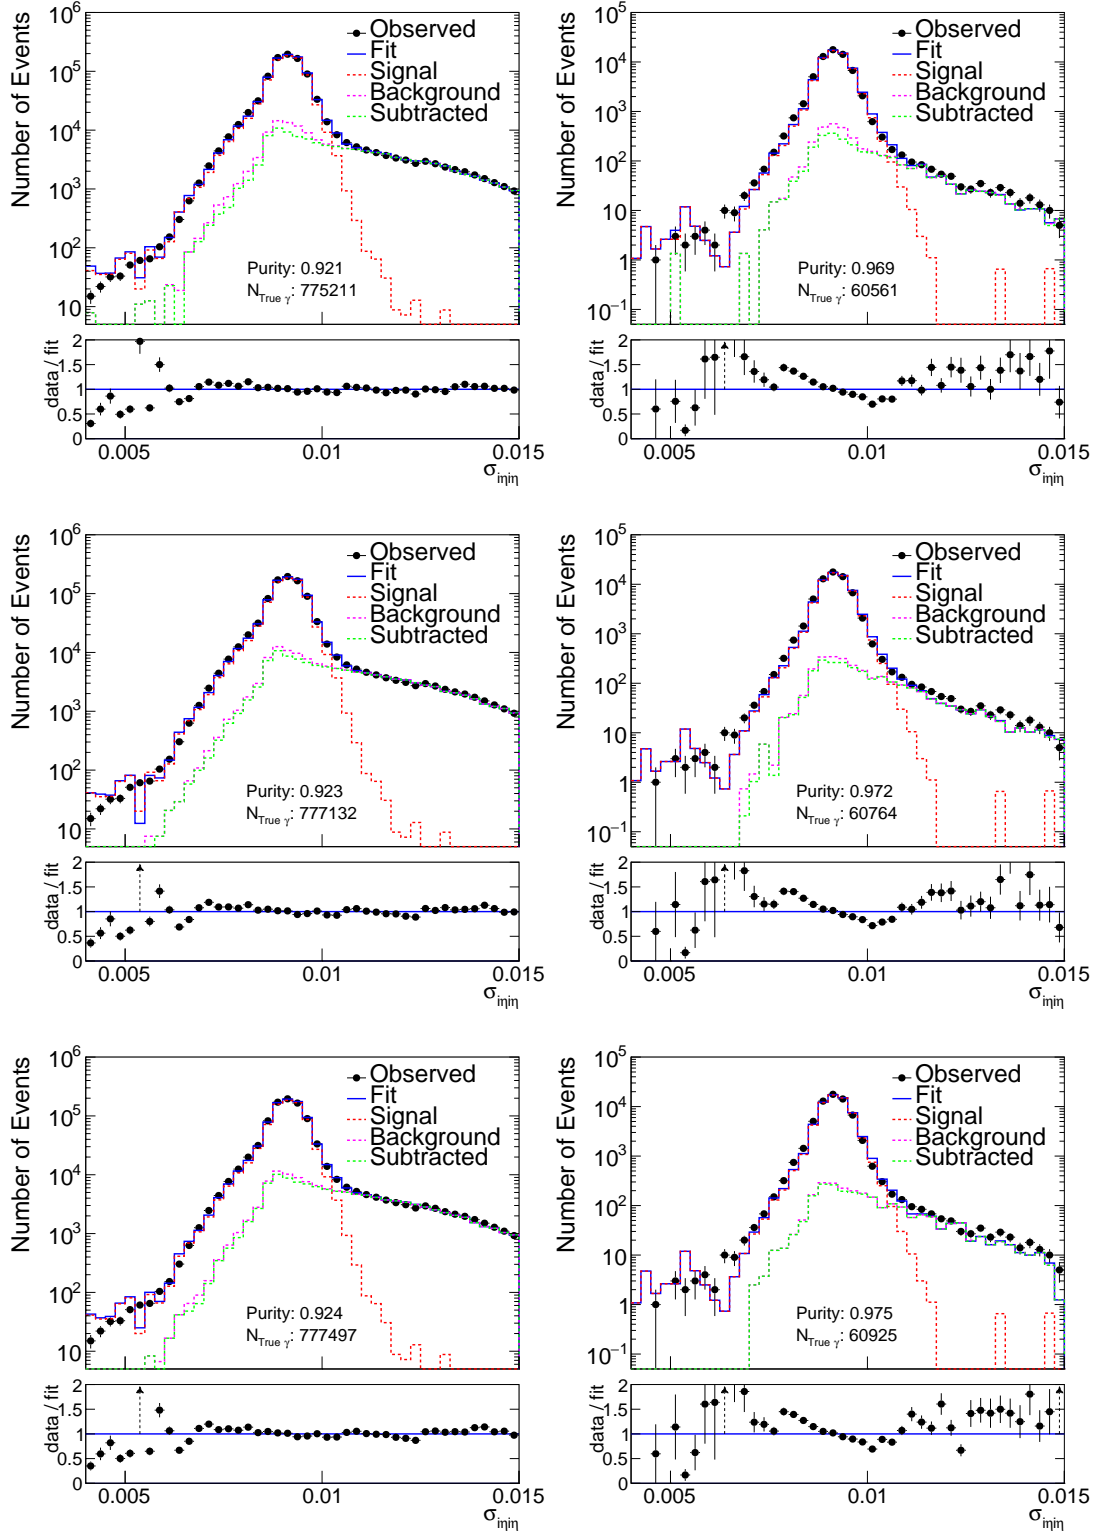 Number of Events
10⁶
10⁵
10⁴
10³
10²
10
Observed
Fit
Signal
Background
Subtracted
Purity: 0.921
N_True γ: 775211
data / fit
2
1.5
1
0.5
0
0.005
0.01
0.015
σ_iηiη
Number of Events
10⁵
10⁴
10³
10²
10
1
10⁻¹
Observed
Fit
Signal
Background
Subtracted
Purity: 0.969
N_True γ: 60561
data / fit
2
1.5
1
0.5
0
0.005
0.01
0.015
σ_iηiη
Number of Events
10⁶
10⁵
10⁴
10³
10²
10
Observed
Fit
Signal
Background
Subtracted
Purity: 0.923
N_True γ: 777132
data / fit
2
1.5
1
0.5
0
0.005
0.01
0.015
σ_iηiη
Number of Events
10⁵
10⁴
10³
10²
10
1
10⁻¹
Observed
Fit
Signal
Background
Subtracted
Purity: 0.972
N_True γ: 60764
data / fit
2
1.5
1
0.5
0
0.005
0.01
0.015
σ_iηiη
Number of Events
10⁶
10⁵
10⁴
10³
10²
10
Observed
Fit
Signal
Background
Subtracted
Purity: 0.924
N_True γ: 777497
data / fit
2
1.5
1
0.5
0
0.005
0.01
0.015
σ_iηiη
Number of Events
10⁵
10⁴
10³
10²
10
1
10⁻¹
Observed
Fit
Signal
Background
Subtracted
Purity: 0.975
N_True γ: 60925
data / fit
2
1.5
1
0.5
0
0.005
0.01
0.015
σ_iηiη